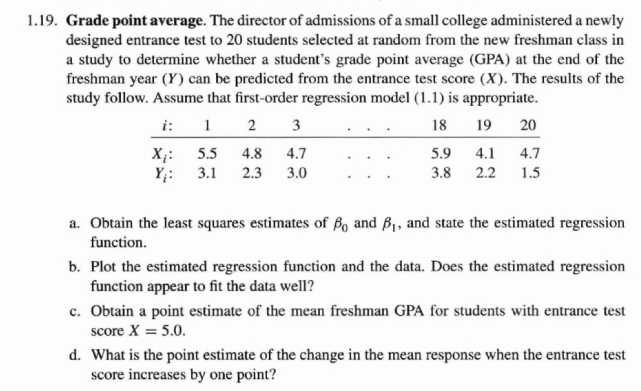 1.19. Grade point average. The director of admissions of a small college administered a newly
designed entrance test to 20 students selected at random from the new freshman class in
a study to determine whether a student's grade point average (GPA) at the end of the
freshman year (Y) can be predicted from the entrance test score (X). The results of the
study follow. Assume that first-order regression model (1.1) is appropriate.
i: 1 2 3 . . . 18 19 20
Xᵢ: 5.5 4.8 4.7 . . . 5.9 4.1 4.7
Yᵢ: 3.1 2.3 3.0 . . . 3.8 2.2 1.5
a. Obtain the least squares estimates of β₀ and β₁, and state the estimated regression
function.
b. Plot the estimated regression function and the data. Does the estimated regression
function appear to fit the data well?
c. Obtain a point estimate of the mean freshman GPA for students with entrance test
score X = 5.0.
d. What is the point estimate of the change in the mean response when the entrance test
score increases by one point?